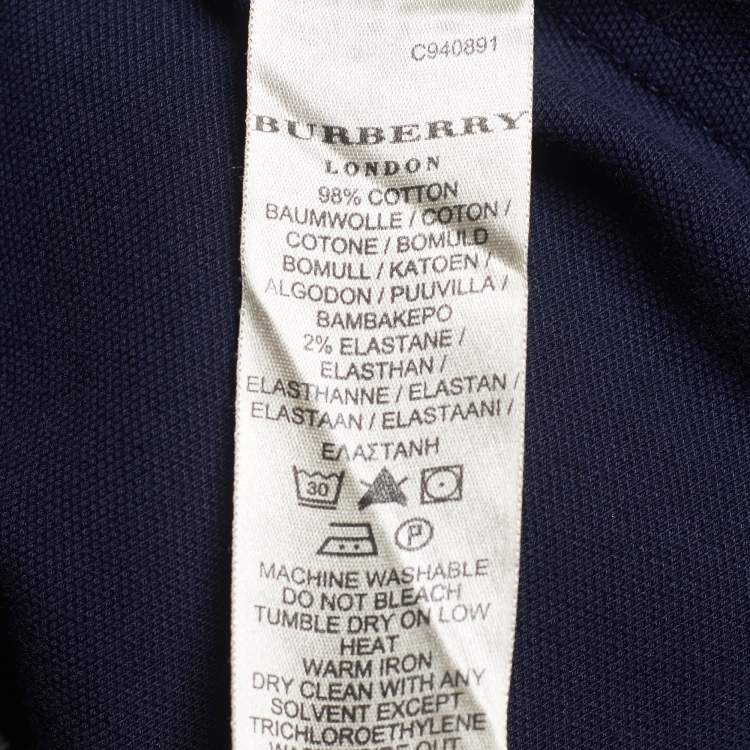 C940891
BURBERRY
LONDON
98% COTTON
BAUMWOLLE / COTON /
COTONE / BOMULD
BOMULL / KATOEN /
ALGODON / PUUVILLA /
ΒΑΜΒΑΚΕΡΟ
2% ELASTANE /
ELASTHAN /
ELASTHANNE / ELASTAN /
ELASTAAN / ELASTAANI /
ΕΛΑΣΤΑΝΗ
30
P
MACHINE WASHABLE
DO NOT BLEACH
TUMBLE DRY ON LOW
HEAT
WARM IRON
DRY CLEAN WITH ANY
SOLVENT EXCEPT
TRICHLOROETHYLENE
OUT